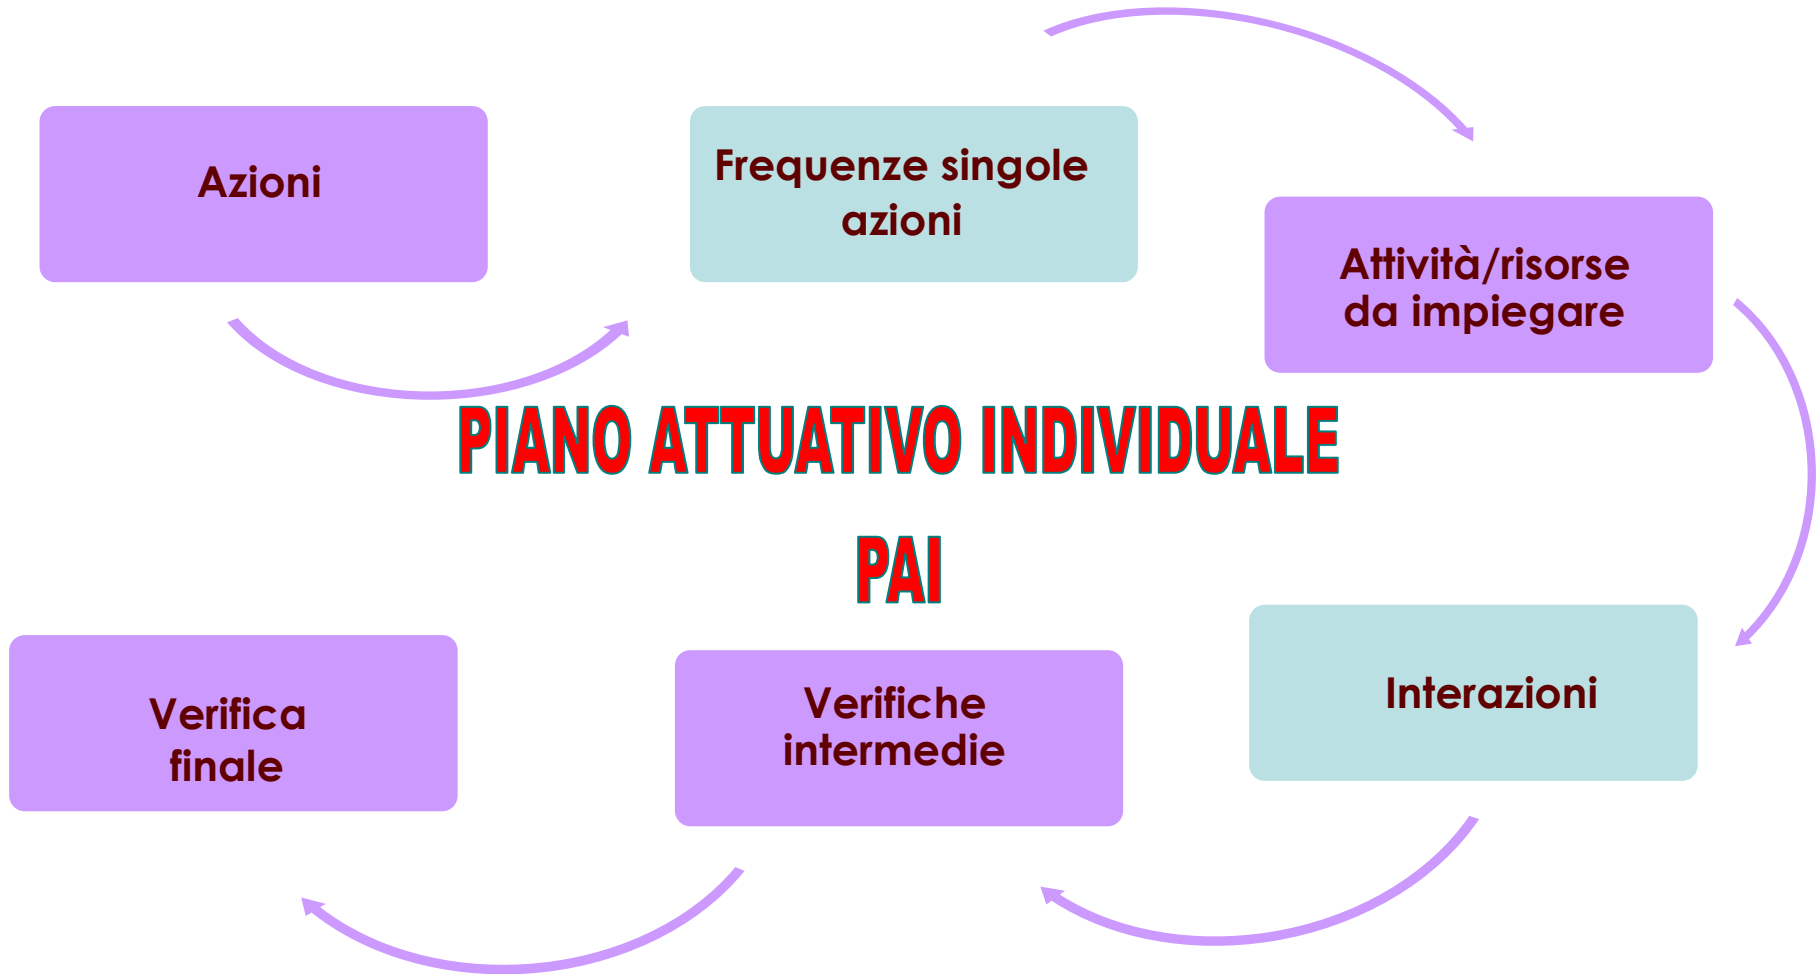 Azioni
Frequenze singole
azioni
Attività/risorse
da impiegare
PIANO ATTUATIVO INDIVIDUALE
PAI
Interazioni
Verifiche
intermedie
Verifica
finale